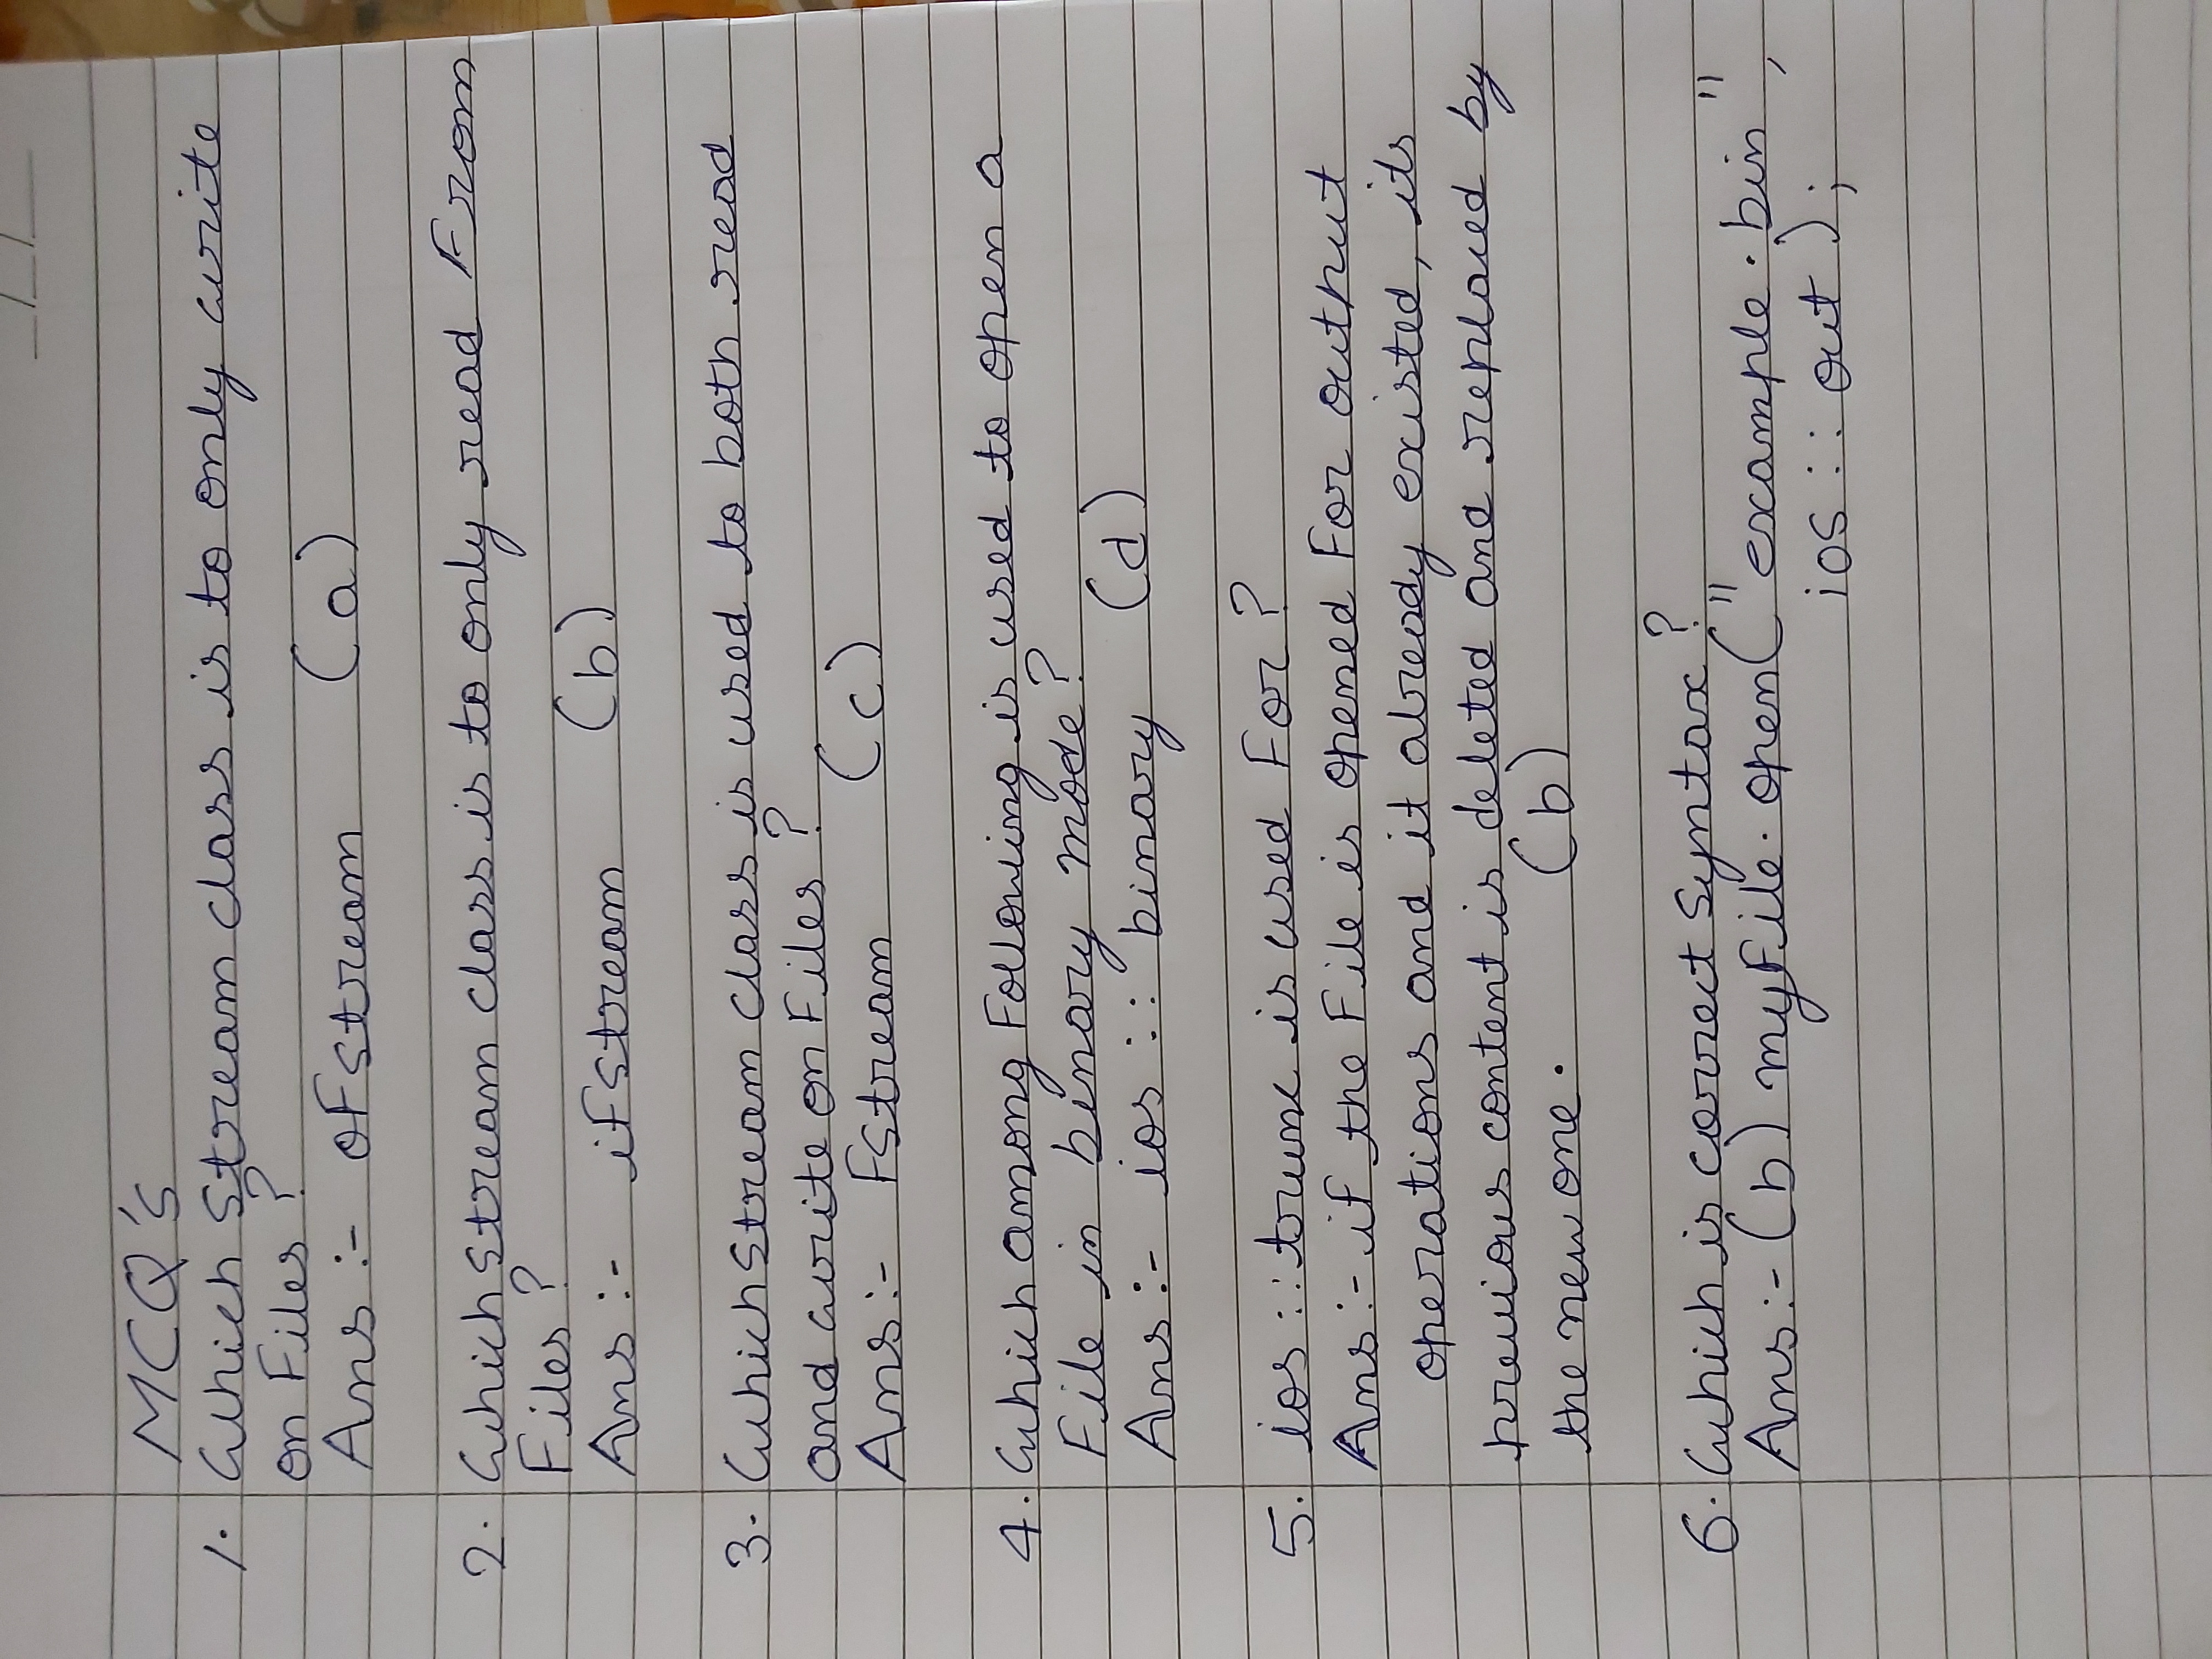 MCQ's
1. Which Stream class is to only write
on Files ?
Ans :- oFstream (a)
2. Which stream class is to only read From
Files ?
Ans :- iFstream (b)
3. Which Stream class is used to both read
and write on Files ?
Ans :- Fstream (c)
4. Which among Following is used to open a
File in binary mode ?
Ans :- ios :: binary (d)
5. ios :: trunc is used For ?
Ans :- if the File is opened For output
operations and it already existed, its
previous content is deleted and replaced by
the new one. (b)
6. Which is correct Syntax ?
Ans :- (b) myFile. open ("example.bin",
ios :: out );